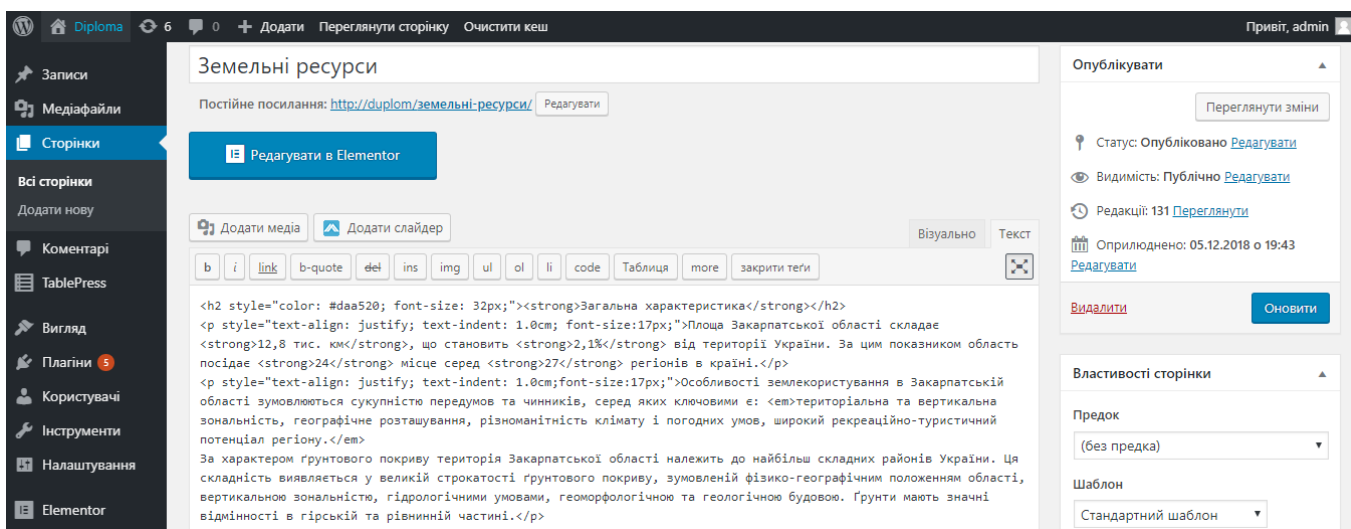 Diploma 6 0 Додати Переглянути сторінку Очистити кеш Привіт, admin
Записи
Медіафайли
Сторінки
Всі сторінки
Додати нову
Коментарі
TablePress
Вигляд
Плагіни 5
Користувачі
Інструменти
Налаштування
Elementor
Земельні ресурси
Постійне посилання: http://duplom/земельні-ресурси/ Редагувати
Редагувати в Elementor
Додати медіа Додати слайдер Візуально Текст
b i link b-quote del ins img ul ol li code Таблиця more закрити теґи
<h2 style="color: #daa520; font-size: 32px;"><strong>Загальна характеристика</strong></h2>
<p style="text-align: justify; text-indent: 1.0cm; font-size:17px;">Площа Закарпатської області складає
<strong>12,8 тис. км</strong>, що становить <strong>2,1%</strong> від території України. За цим показником область
посідає <strong>24</strong> місце серед <strong>27</strong> регіонів в країні.</p>
<p style="text-align: justify; text-indent: 1.0cm;font-size:17px;">Особливості землекористування в Закарпатській
області зумовлюються сукупністю передумов та чинників, серед яких ключовими є: <em>територіальна та вертикальна
зональність, географічне розташування, різноманітність клімату і погодних умов, широкий рекреаційно-туристичний
потенціал регіону.</em>
За характером ґрунтового покриву територія Закарпатської області належить до найбільш складних районів України. Ця
складність виявляється у великій строкатості ґрунтового покриву, зумовленій фізико-географічним положенням області,
вертикальною зональністю, гідрологічними умовами, геоморфологічною та геологічною будовою. Ґрунти мають значні
відмінності в гірській та рівнинній частині.</p>
Опублікувати
Переглянути зміни
Статус: Опубліковано Редагувати
Видимість: Публічно Редагувати
Редакції: 131 Переглянути
Оприлюднено: 05.12.2018 о 19:43
Редагувати
Видалити Оновити
Властивості сторінки
Предок
(без предка)
Шаблон
Стандартний шаблон